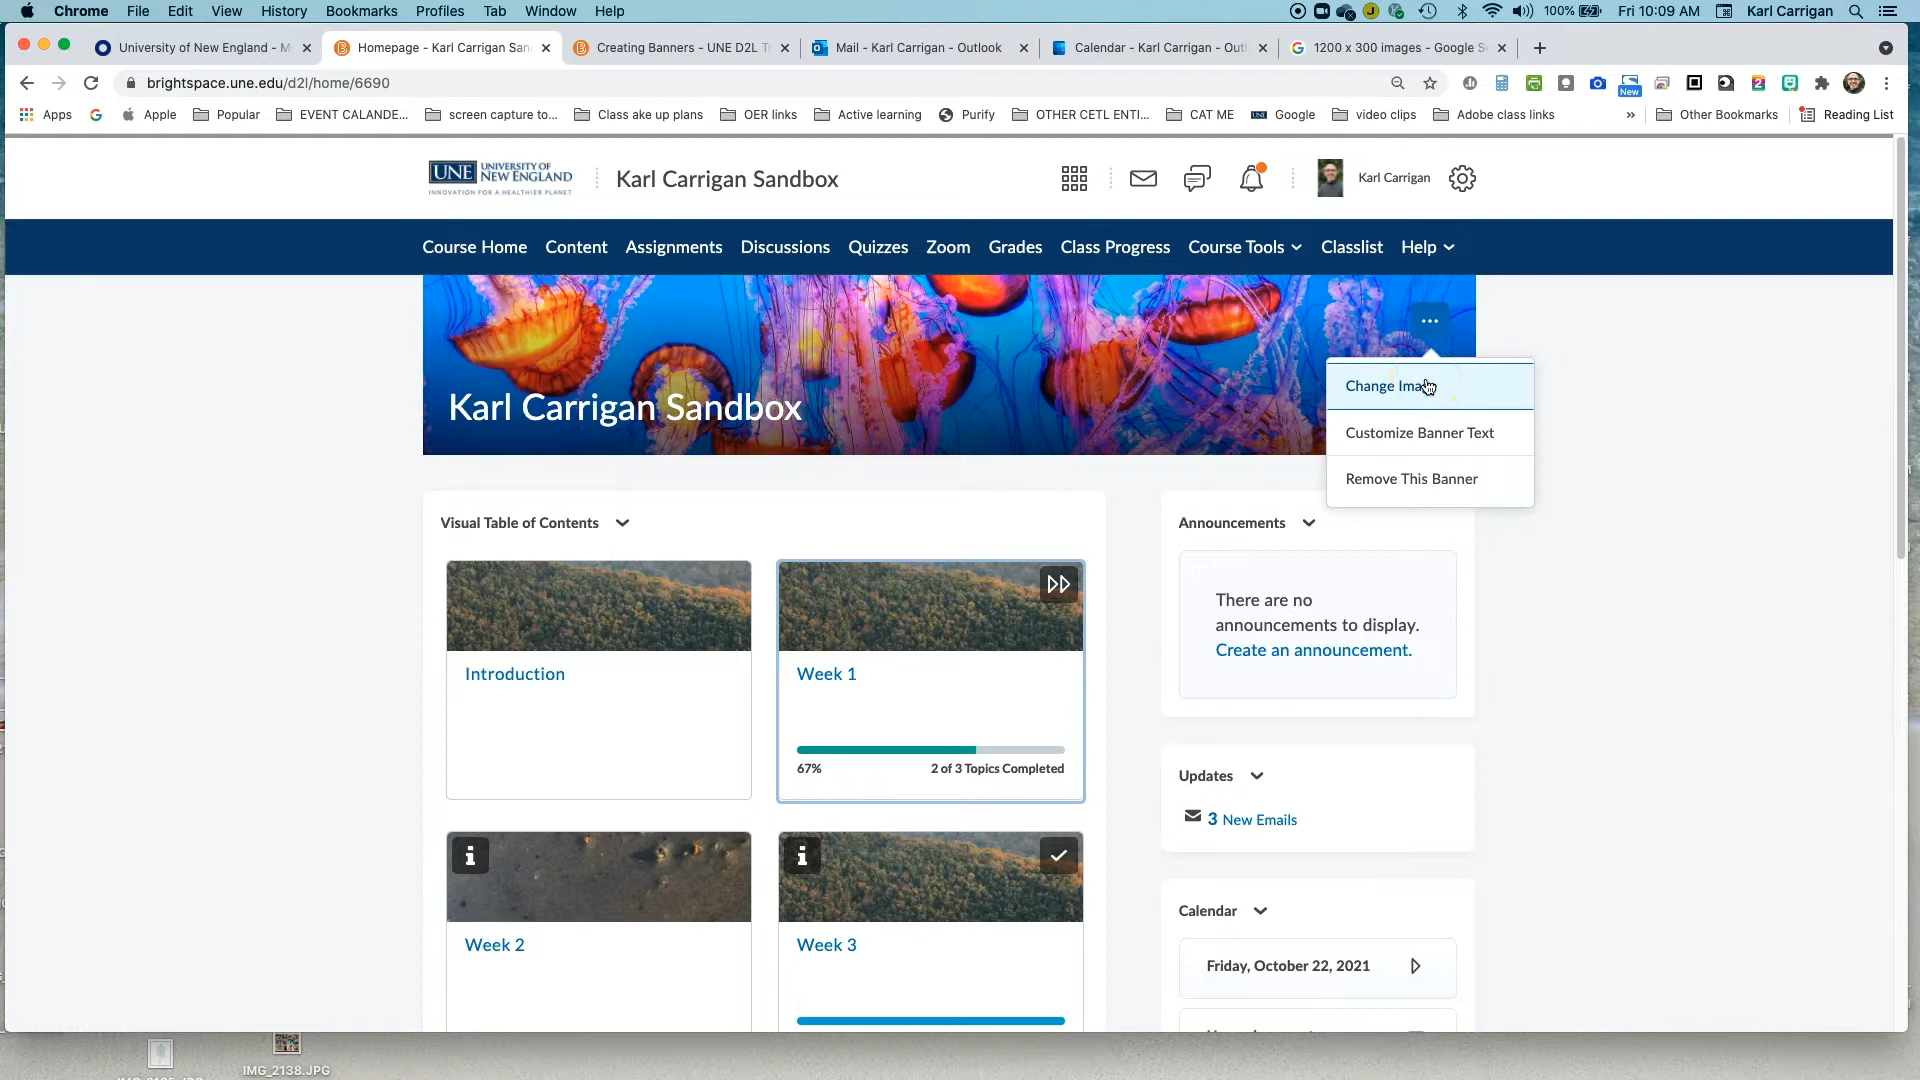 Chrome File Edit View History Bookmarks Profiles Tab Window Help
100% Fri 10:09 AM Karl Carrigan
University of New England - M
Homepage - Karl Carrigan San
Creating Banners - UNE D2L T
Mail - Karl Carrigan - Outlook
Calendar - Karl Carrigan - Outl
1200 x 300 images - Google S
brightspace.une.edu/d2l/home/6690
New
Apps Apple Popular EVENT CALANDE... screen capture to... Class ake up plans OER links Active learning Purify OTHER CETL ENTI... CAT ME Google video clips Adobe class links » Other Bookmarks Reading List
UNE UNIVERSITY OF
NEW ENGLAND
INNOVATION FOR A HEALTHIER PLANET
Karl Carrigan Sandbox
Karl Carrigan
Course Home Content Assignments Discussions Quizzes Zoom Grades Class Progress Course Tools Classlist Help
Karl Carrigan Sandbox
Customize Banner Text
Remove This Banner
Change
Visual Table of Contents
Introduction
Week 1
67% 2 of 3 Topics Completed
Week 2
Week 3
Announcements
There are no
announcements to display.
Create an announcement.
Updates
3 New Emails
Calendar
Friday, October 22, 2021
IMG_2138.JPG